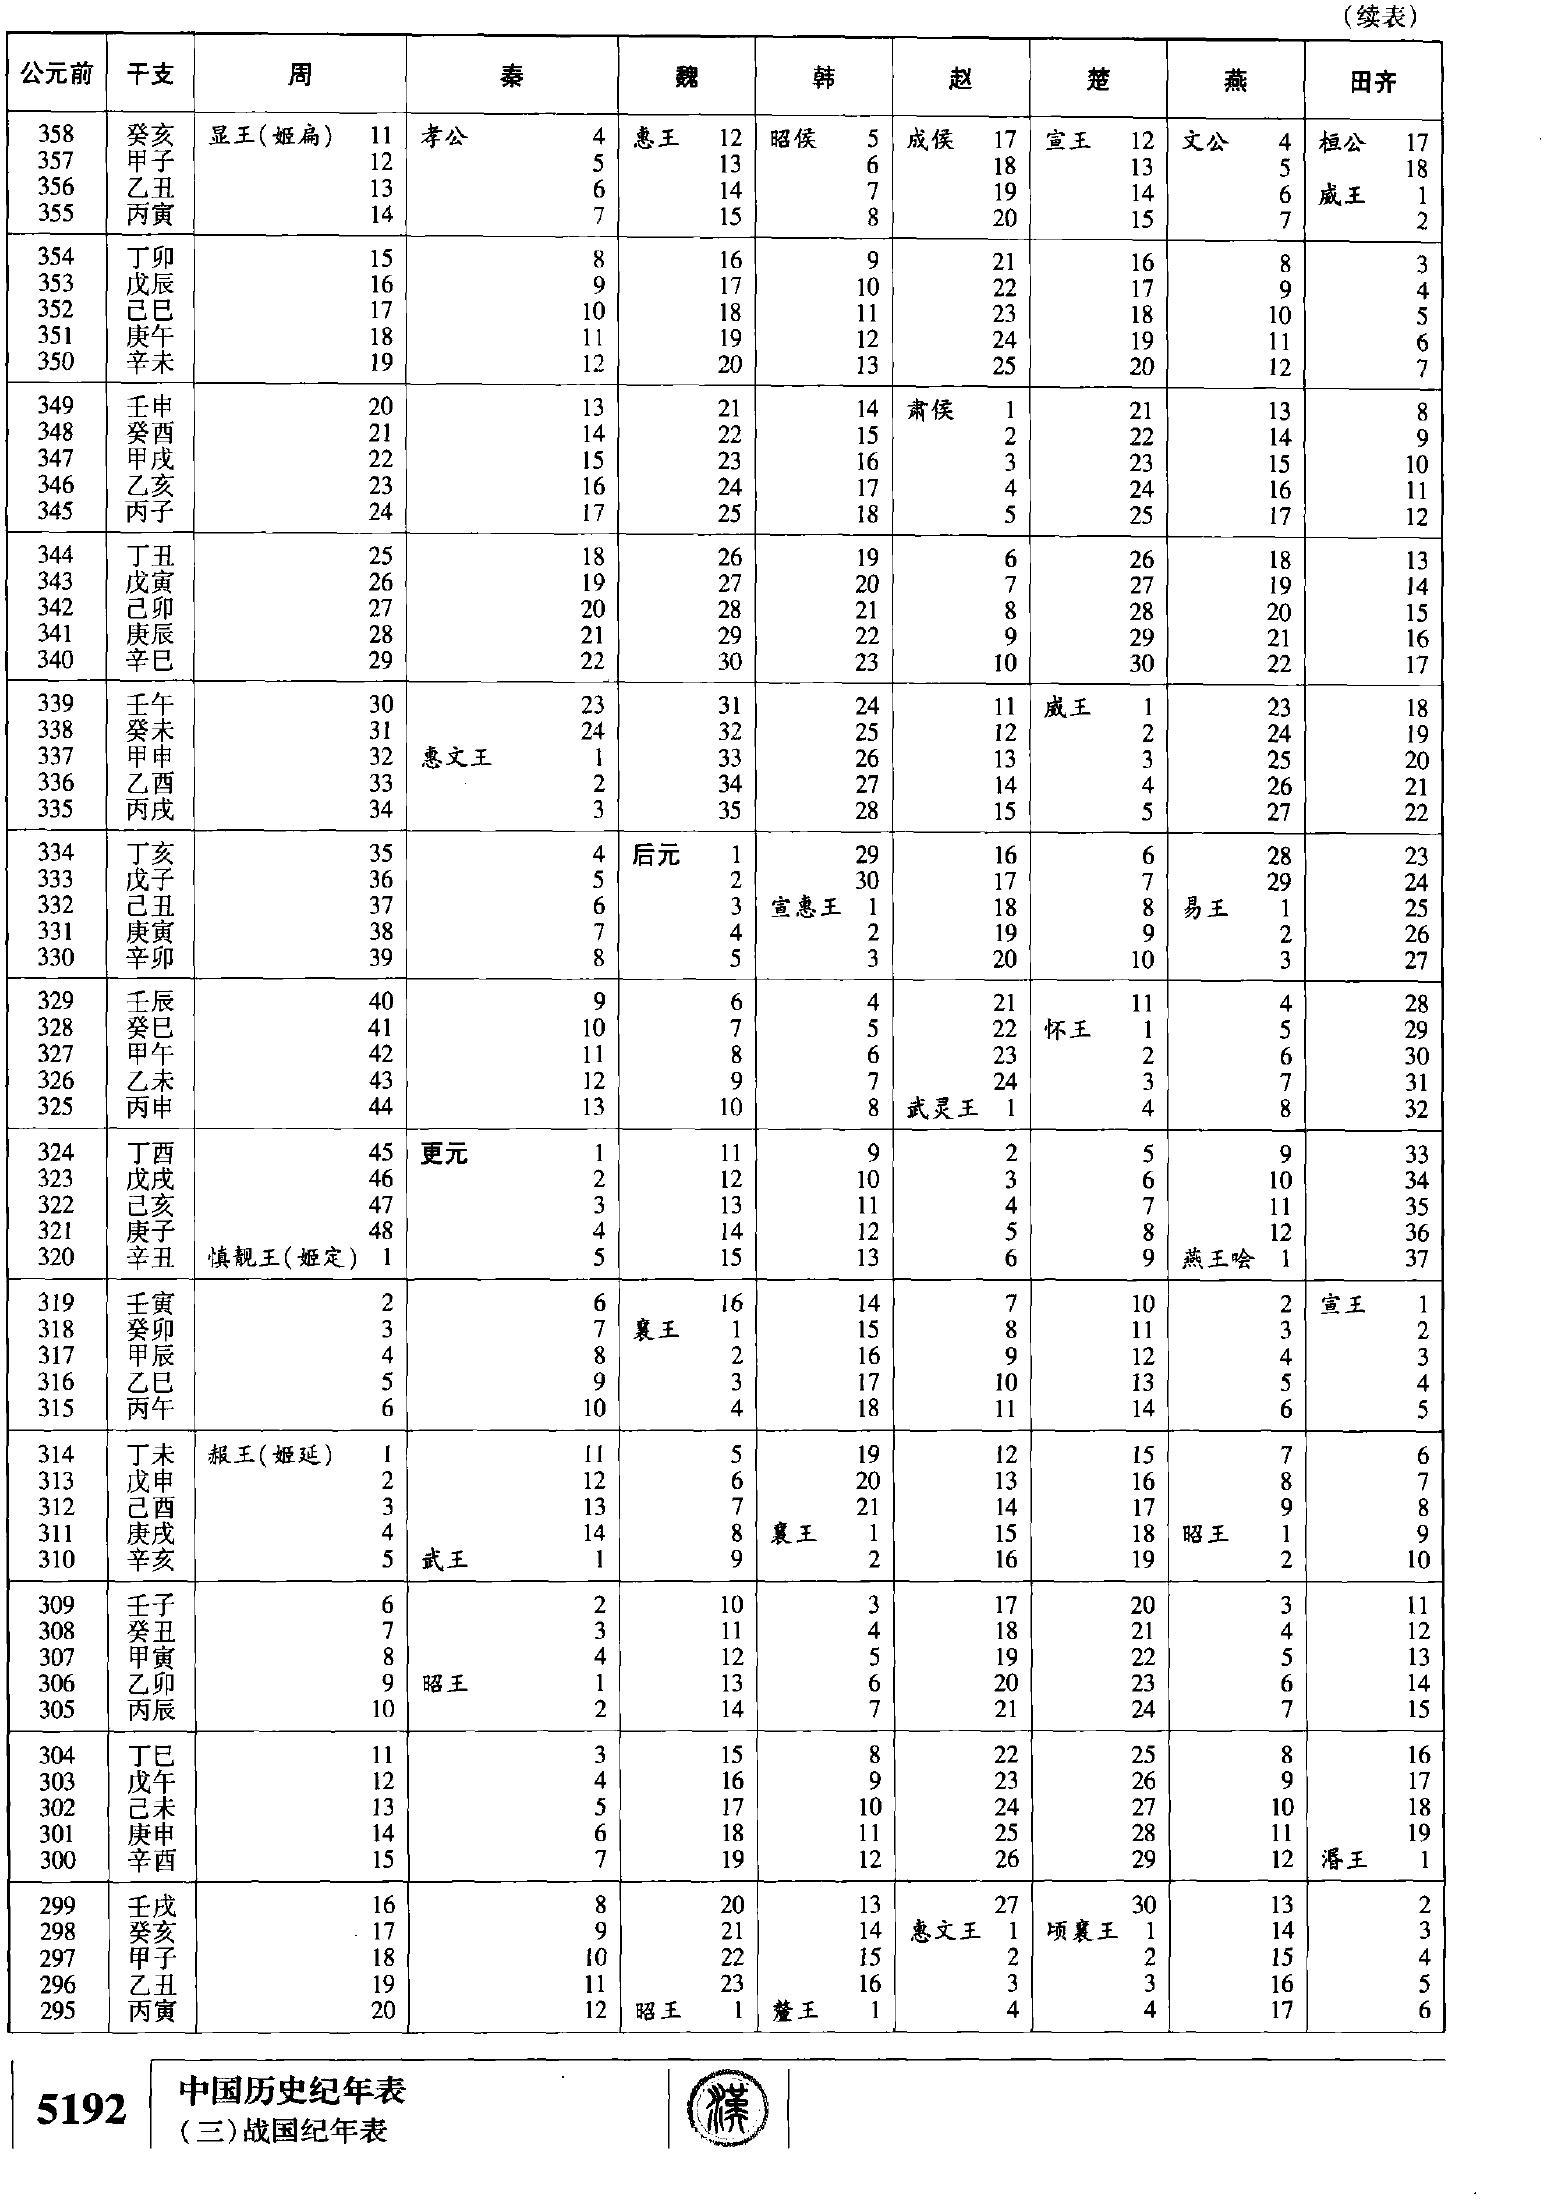 （续表）
公元前 干支 周 秦 魏 韩 赵 楚 燕 田齐
358 癸亥 显王(姬扁) 11 孝公 4 惠王 12 昭侯 5 成侯 17 宣王 12 文公 4 桓公 17
357 甲子 12 5 13 6 18 13 5 18
356 乙丑 13 6 14 7 19 14 6 威王 1
355 丙寅 14 7 15 8 20 15 7 2
354 丁卯 15 8 16 9 21 16 8 3
353 戊辰 16 9 17 10 22 17 9 4
352 己巳 17 10 18 11 23 18 10 5
351 庚午 18 11 19 12 24 19 11 6
350 辛未 19 12 20 13 25 20 12 7
349 壬申 20 13 21 14 肃侯 1 21 13 8
348 癸酉 21 14 22 15 2 22 14 9
347 甲戌 22 15 23 16 3 23 15 10
346 乙亥 23 16 24 17 4 24 16 11
345 丙子 24 17 25 18 5 25 17 12
344 丁丑 25 18 26 19 6 26 18 13
343 戊寅 26 19 27 20 7 27 19 14
342 己卯 27 20 28 21 8 28 20 15
341 庚辰 28 21 29 22 9 29 21 16
340 辛巳 29 22 30 23 10 30 22 17
339 壬午 30 23 31 24 11 威王 1 23 18
338 癸未 31 24 32 25 12 2 24 19
337 甲申 32 惠文王 1 33 26 13 3 25 20
336 乙酉 33 2 34 27 14 4 26 21
335 丙戌 34 3 35 28 15 5 27 22
334 丁亥 35 4 后元 1 29 16 6 28 23
333 戊子 36 5 2 30 17 7 29 24
332 己丑 37 6 3 宣惠王 1 18 8 易王 1 25
331 庚寅 38 7 4 2 19 9 2 26
330 辛卯 39 8 5 3 20 10 3 27
329 壬辰 40 9 6 4 21 11 4 28
328 癸巳 41 10 7 5 22 怀王 1 5 29
327 甲午 42 11 8 6 23 2 6 30
326 乙未 43 12 9 7 24 3 7 31
325 丙申 44 13 10 8 武灵王 1 4 8 32
324 丁酉 45 更元 1 11 9 2 5 9 33
323 戊戌 46 2 12 10 3 6 10 34
322 己亥 47 3 13 11 4 7 11 35
321 庚子 48 4 14 12 5 8 12 36
320 辛丑 慎靓王(姬定) 1 5 15 13 6 9 燕王哙 1 37
319 壬寅 2 6 16 14 7 10 2 宣王 1
318 癸卯 3 7 襄王 1 15 8 11 3 2
317 甲辰 4 8 2 16 9 12 4 3
316 乙巳 5 9 3 17 10 13 5 4
315 丙午 6 10 4 18 11 14 6 5
314 丁未 赧王(姬延) 1 11 5 19 12 15 7 6
313 戊申 2 12 6 20 13 16 8 7
312 己酉 3 13 7 21 14 17 9 8
311 庚戌 4 14 8 襄王 1 15 18 昭王 1 9
310 辛亥 5 武王 1 9 2 16 19 2 10
309 壬子 6 2 10 3 17 20 3 11
308 癸丑 7 3 11 4 18 21 4 12
307 甲寅 8 4 12 5 19 22 5 13
306 乙卯 9 昭王 1 13 6 20 23 6 14
305 丙辰 10 2 14 7 21 24 7 15
304 丁巳 11 3 15 8 22 25 8 16
303 戊午 12 4 16 9 23 26 9 17
302 己未 13 5 17 10 24 27 10 18
301 庚申 14 6 18 11 25 28 11 19
300 辛酉 15 7 19 12 26 29 12 湣王 1
299 壬戌 16 8 20 13 27 30 13 2
298 癸亥 17 9 21 14 惠文王 1 顷襄王 1 14 3
297 甲子 18 10 22 15 2 2 15 4
296 乙丑 19 11 23 16 3 3 16 5
295 丙寅 20 12 昭王 1 釐王 1 4 4 17 6
5192
中国历史纪年表
(三)战国纪年表
漢